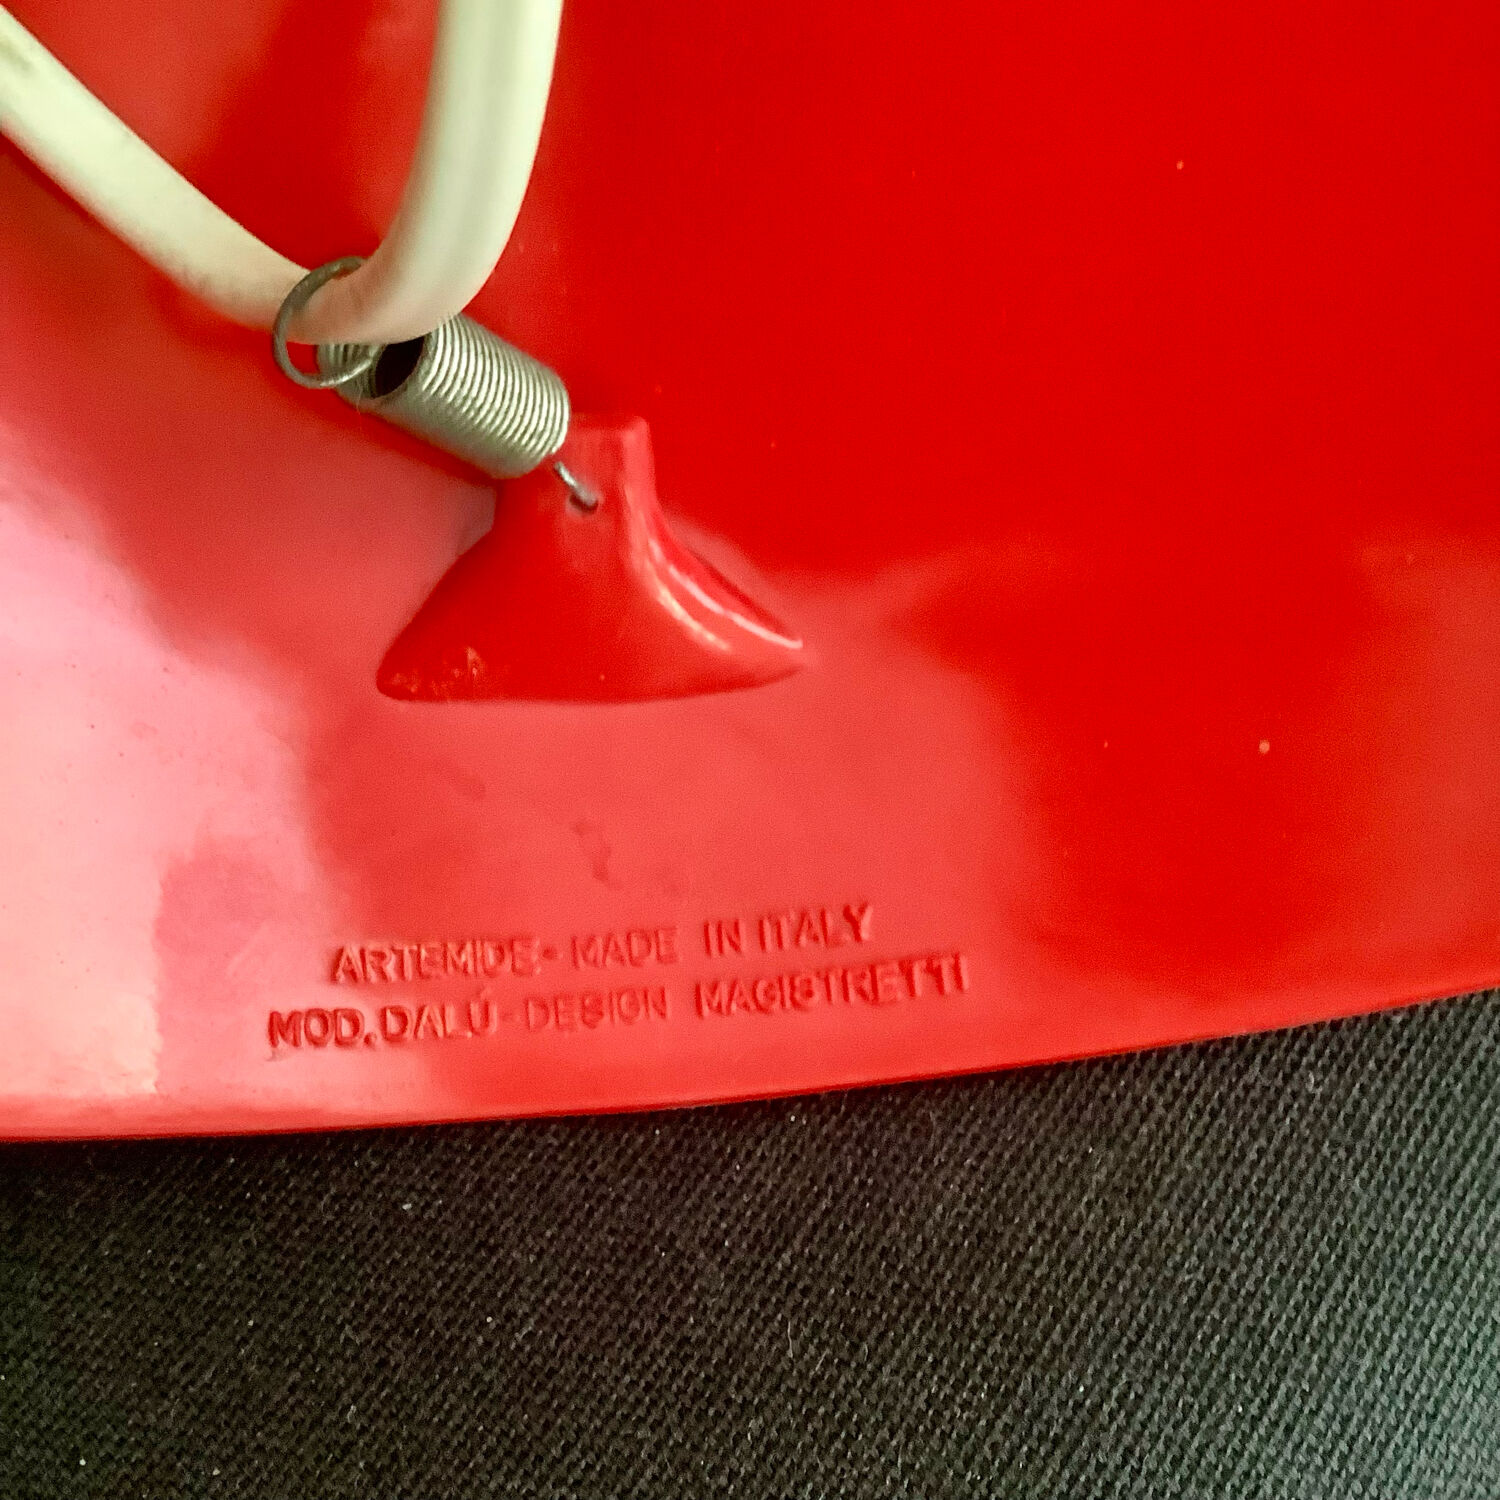 ARTEMIDE· MADE IN ITALY
MOD.DALÚ-DESIGN MAGISTRETTI